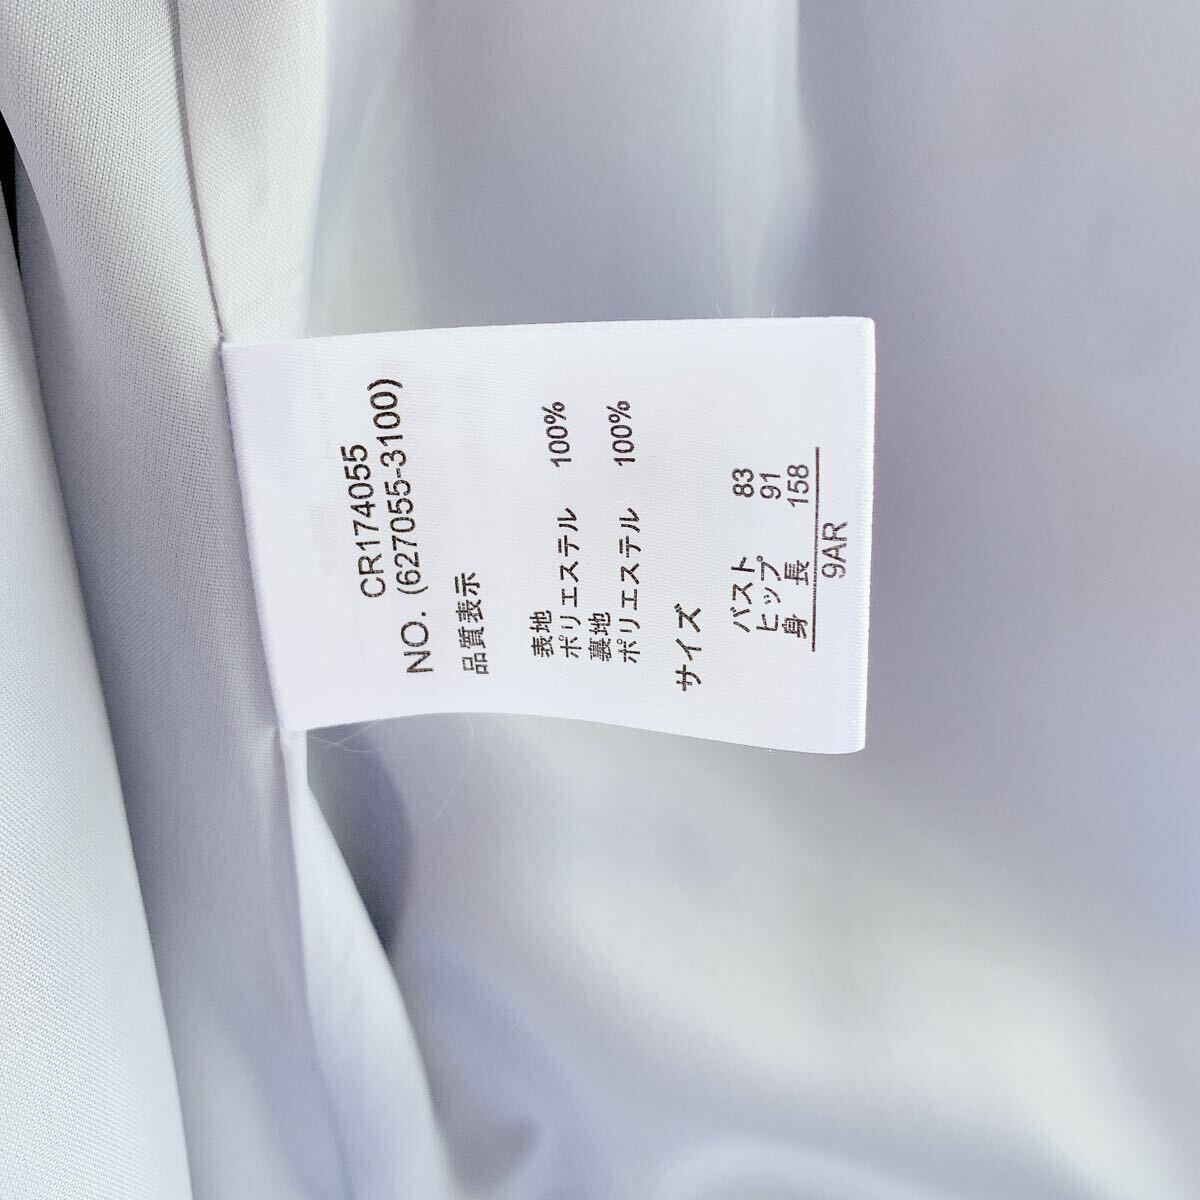 CR174055
NO. (627055-3100)
品質表示
表地
ポリエステル 100%
裏地
ポリエステル 100%
サイズ
バスト 83
ヒップ 91
身長 158
9AR